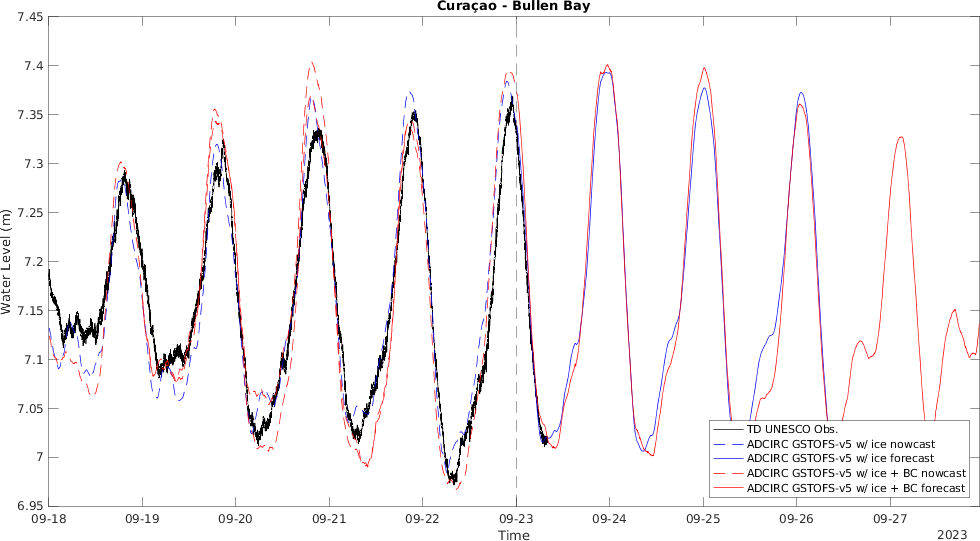 Curaçao - Bullen Bay
7.45
7.4
7.35
7.3
7.25
7.2
7.15
7.1
7.05
7
6.95
Water Level (m)
TD UNESCO Obs.
ADCIRC GSTOFS-v5 w/ ice nowcast
ADCIRC GSTOFS-v5 w/ ice forecast
ADCIRC GSTOFS-v5 w/ ice + BC nowcast
ADCIRC GSTOFS-v5 w/ ice + BC forecast
09-18 09-19 09-20 09-21 09-22 09-23 09-24 09-25 09-26 09-27
Time
2023